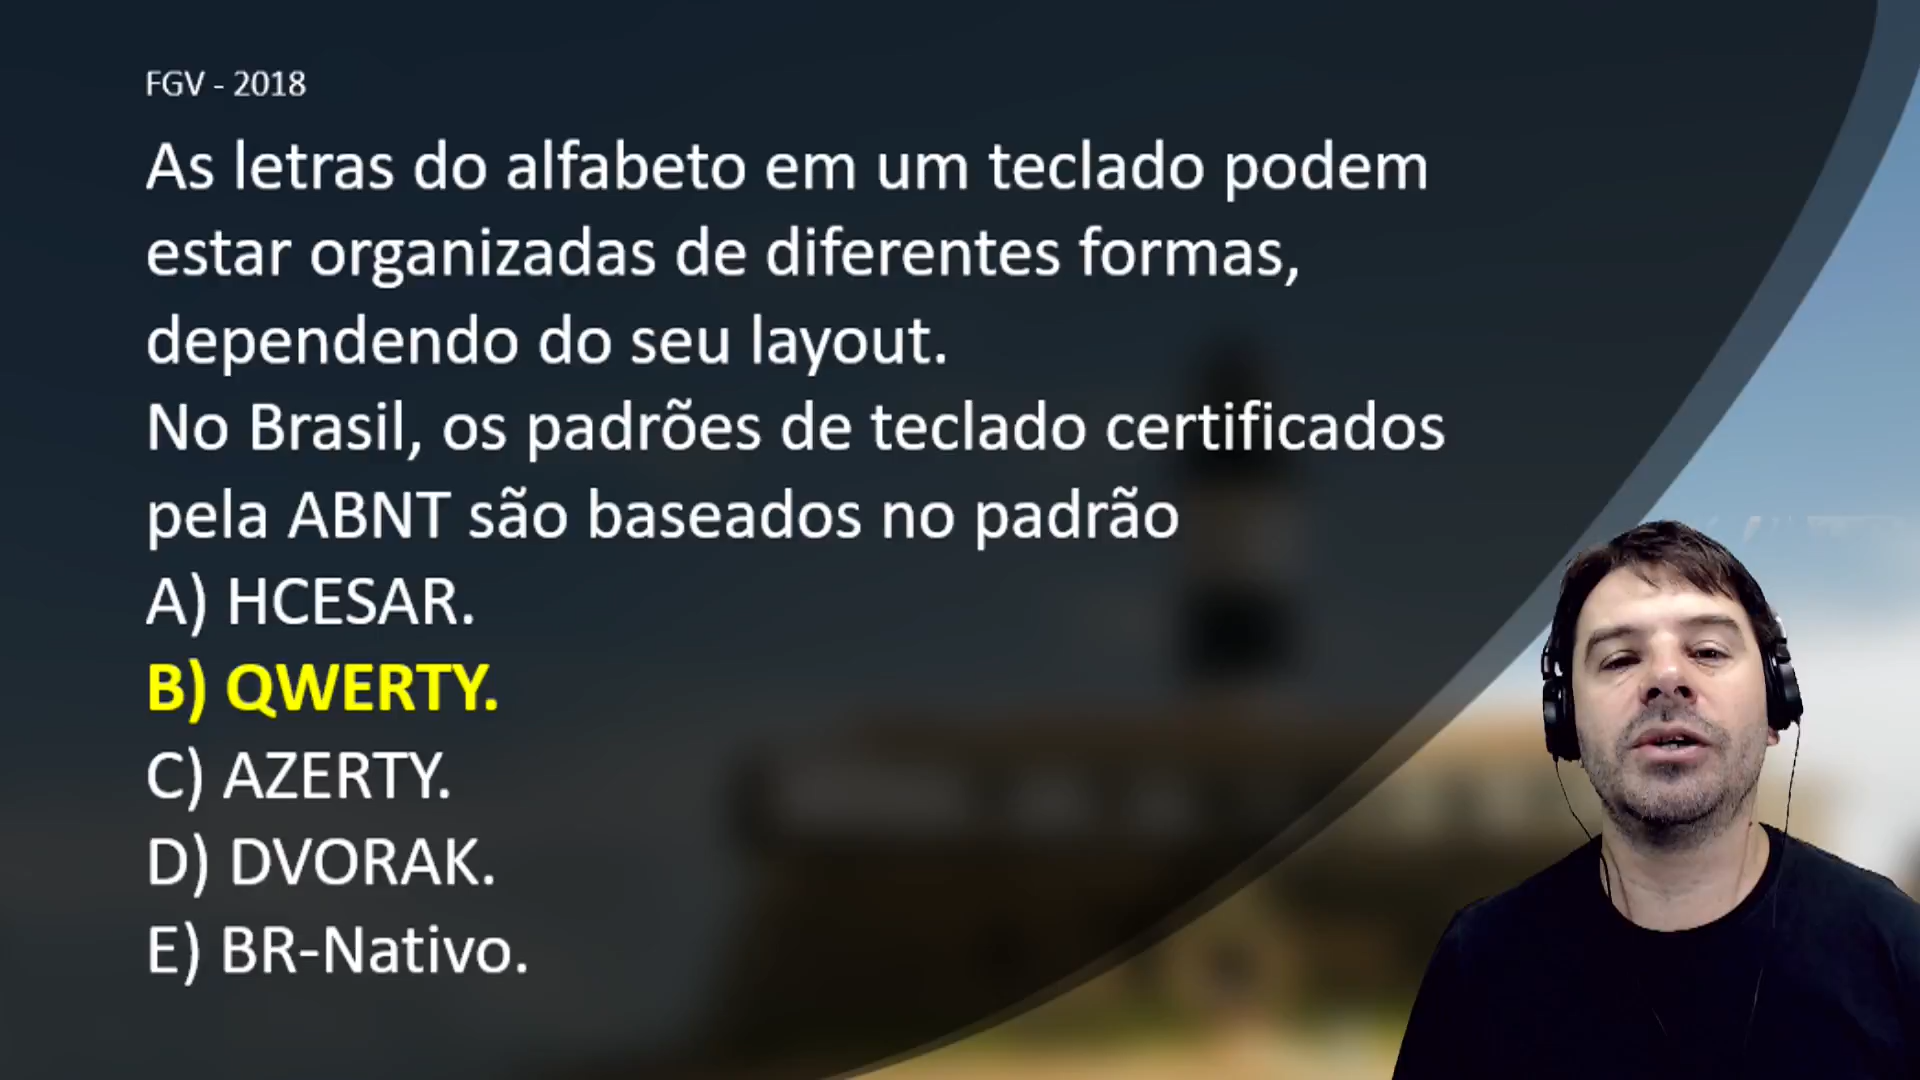 FGV - 2018
As letras do alfabeto em um teclado podem
estar organizadas de diferentes formas,
dependendo do seu layout.
No Brasil, os padrões de teclado certificados
pela ABNT são baseados no padrão
A) HCESAR.
B) QWERTY.
C) AZERTY.
D) DVORAK.
E) BR-Nativo.